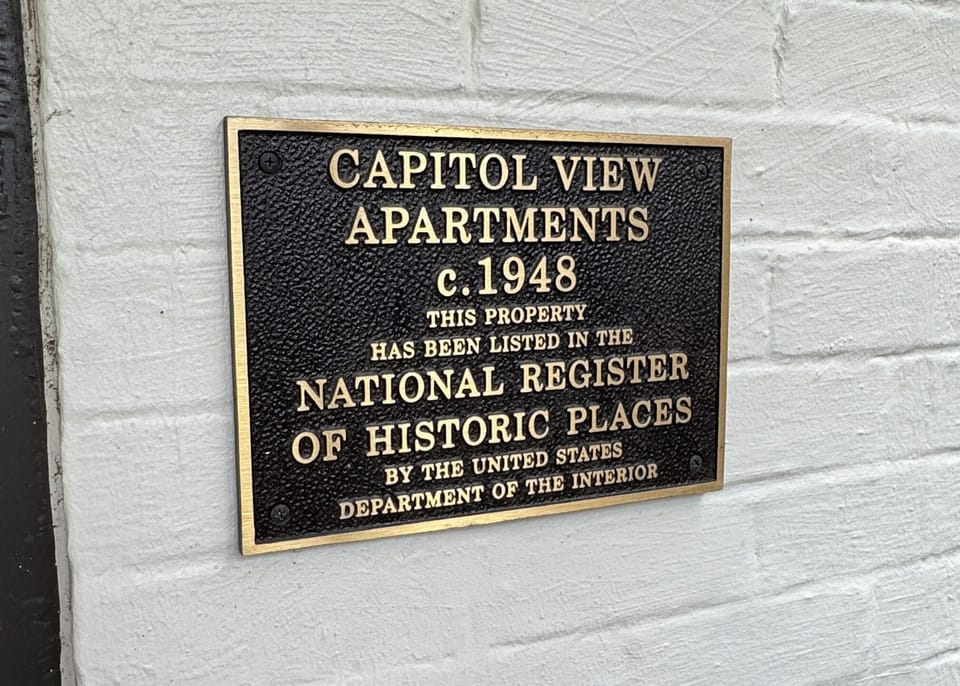 CAPITOL VIEW
APARTMENTS
c.1948
THIS PROPERTY
HAS BEEN LISTED IN THE
NATIONAL REGISTER
OF HISTORIC PLACES
BY THE UNITED STATES
DEPARTMENT OF THE INTERIOR